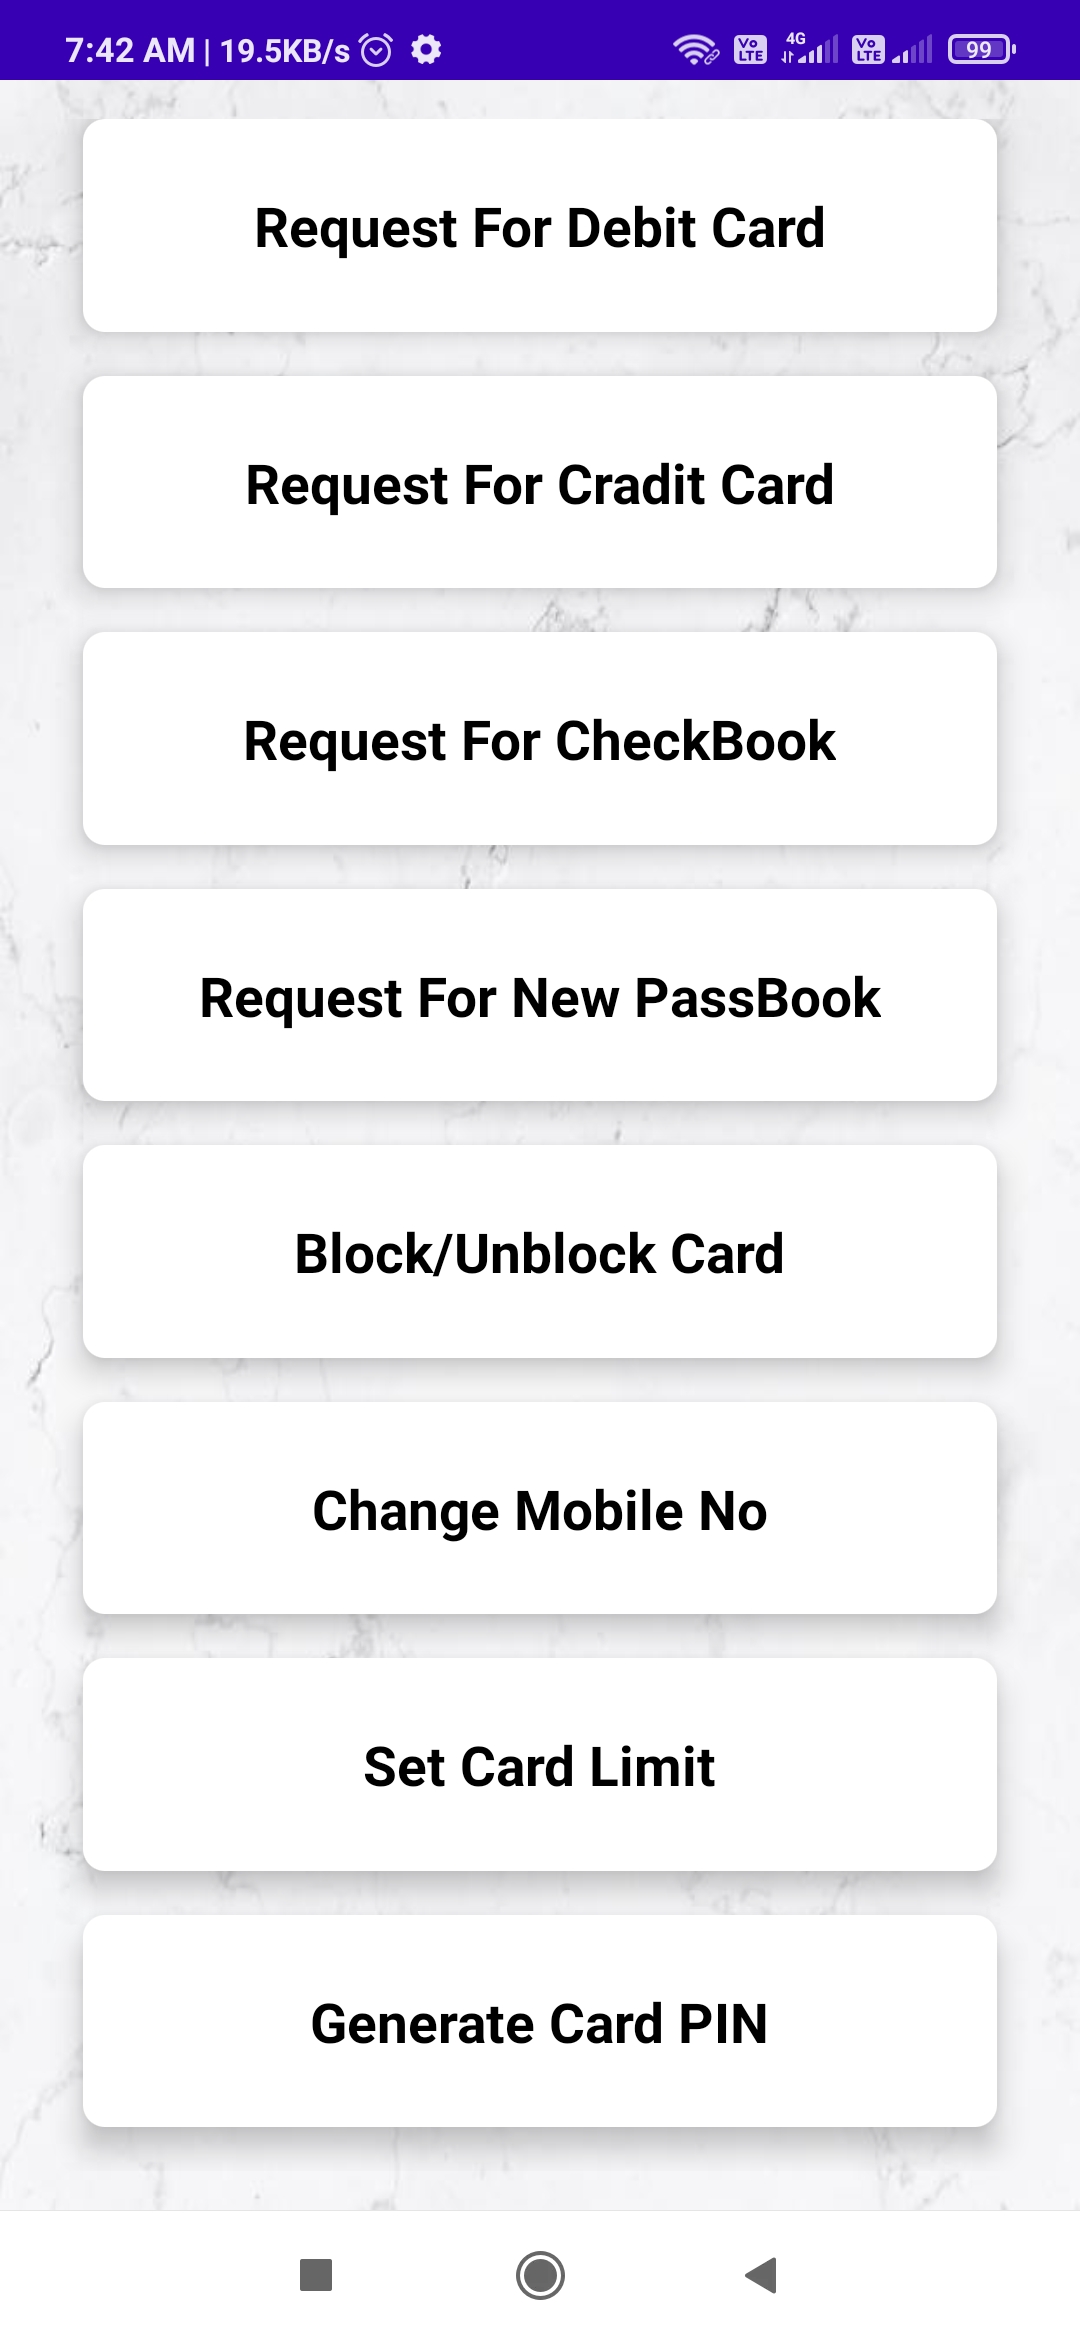 7:42 AM | 19.5KB/s Vo LTE 4G Vo LTE 99
Request For Debit Card
Request For Cradit Card
Request For CheckBook
Request For New PassBook
Block/Unblock Card
Change Mobile No
Set Card Limit
Generate Card PIN